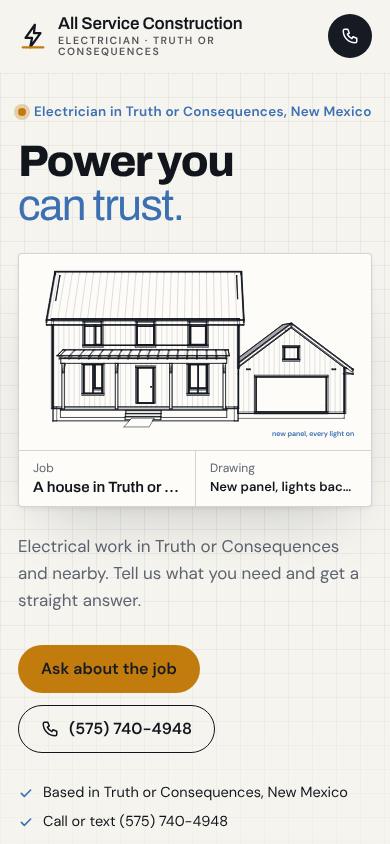 All Service Construction
ELECTRICIAN · TRUTH OR
CONSEQUENCES
Electrician in Truth or Consequences, New Mexico
Power you
can trust.
new panel, every light on
Job
A house in Truth or ...
Drawing
New panel, lights bac...
Electrical work in Truth or Consequences
and nearby. Tell us what you need and get a
straight answer.
Ask about the job
(575) 740-4948
Based in Truth or Consequences, New Mexico
Call or text (575) 740-4948